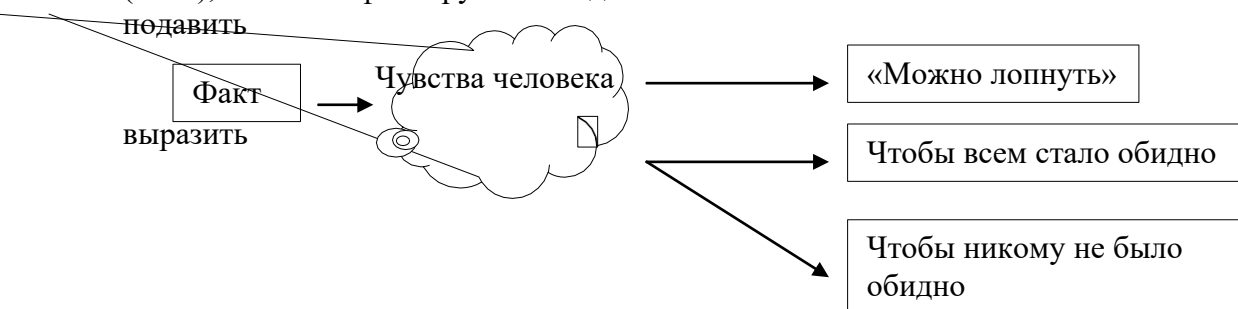 подавить
Факт
Чувства человека
«Можно лопнуть»
выразить
Чтобы всем стало обидно
Чтобы никому не было
обидно